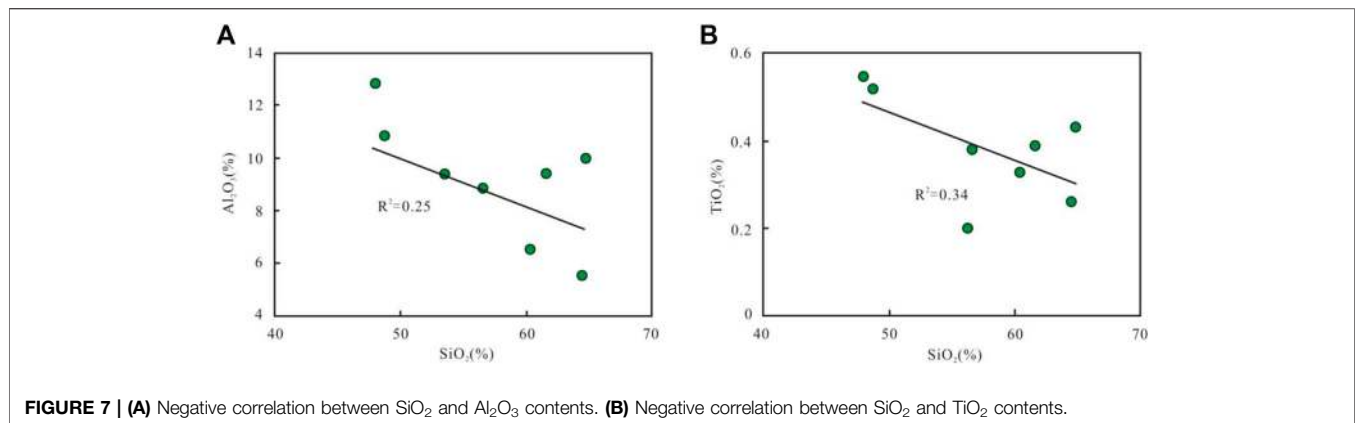 A
14
12
10
8
6
4
Al₂O₃(%)
R²=0.25
40
50
60
70
SiO₂(%)
B
0.6
0.4
0.2
0
TiO₂(%)
R²=0.34
40
50
60
70
SiO₂(%)
FIGURE 7 | (A) Negative correlation between SiO₂ and Al₂O₃ contents. (B) Negative correlation between SiO₂ and TiO₂ contents.